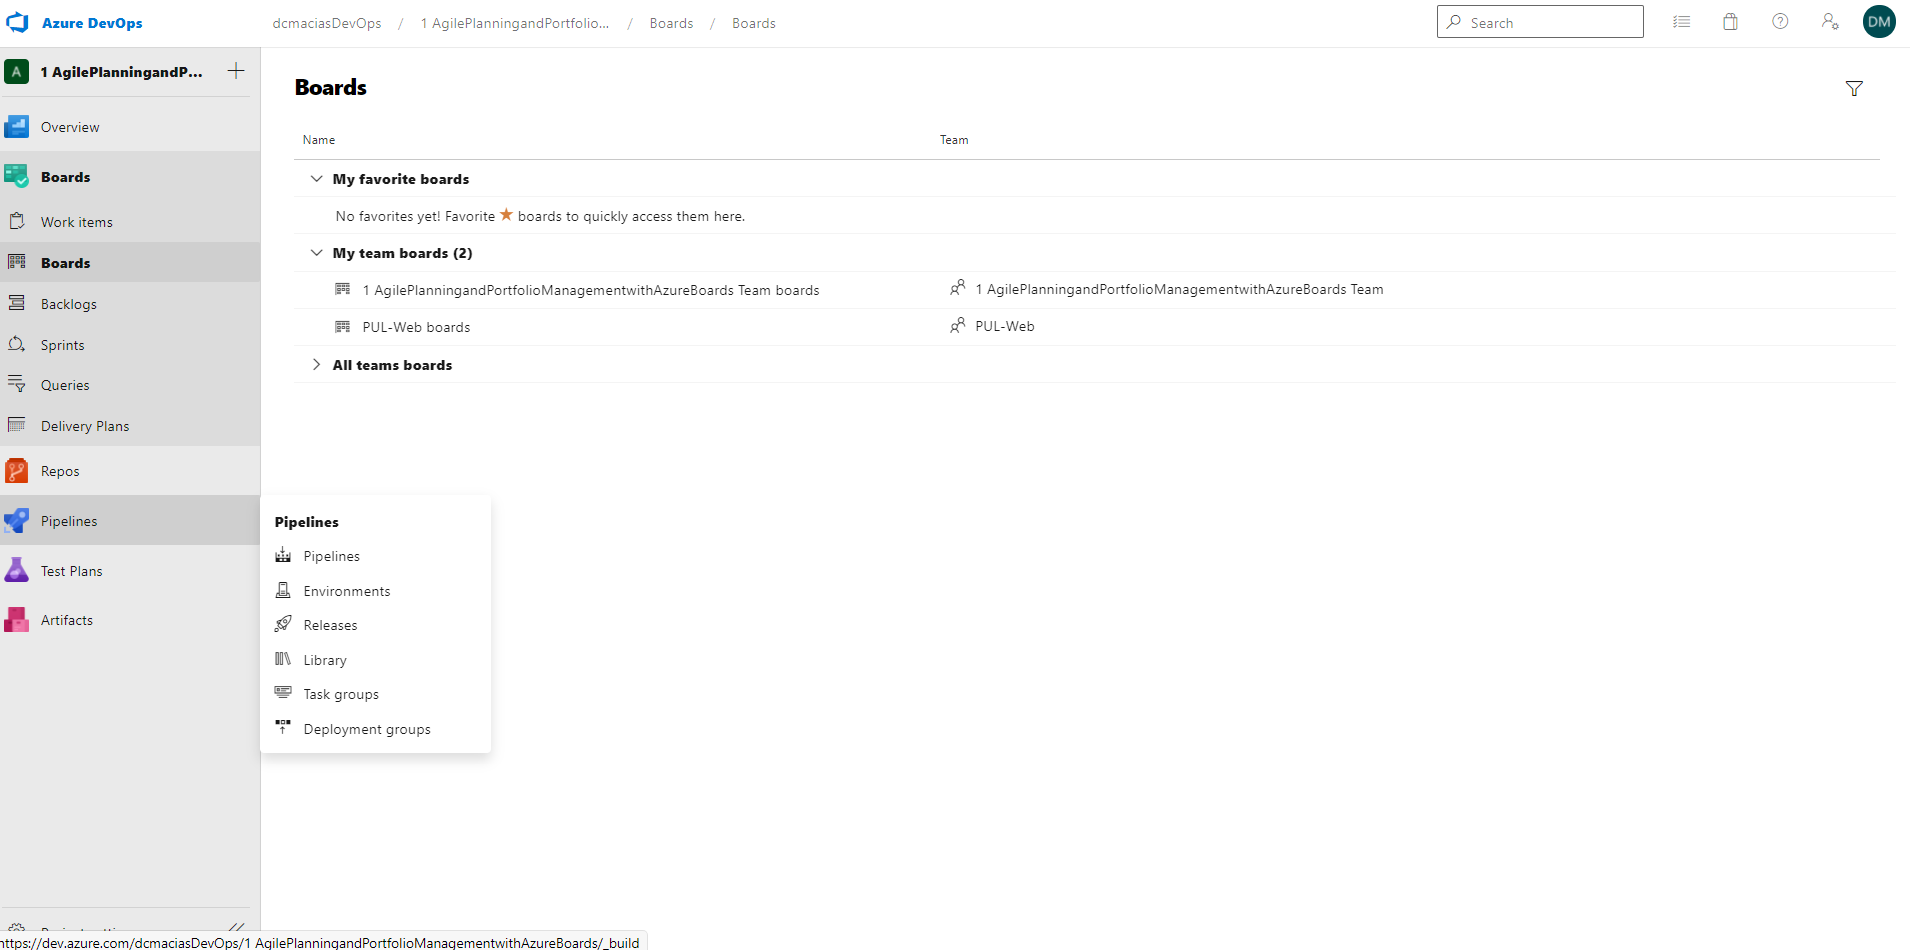 Azure DevOps
dcmaciasDevOps / 1 AgilePlanningandPortfolio... / Boards / Boards
Search
DM
A 1 AgilePlanningandP...
Overview
Boards
Work items
Boards
Backlogs
Sprints
Queries
Delivery Plans
Repos
Pipelines
Test Plans
Artifacts
Boards
Name Team
My favorite boards
No favorites yet! Favorite ★ boards to quickly access them here.
My team boards (2)
1 AgilePlanningandPortfolioManagementwithAzureBoards Team boards 1 AgilePlanningandPortfolioManagementwithAzureBoards Team
PUL-Web boards PUL-Web
All teams boards
Pipelines
Pipelines
Environments
Releases
Library
Task groups
Deployment groups
https://dev.azure.com/dcmaciasDevOps/1 AgilePlanningandPortfolioManagementwithAzureBoards/_build